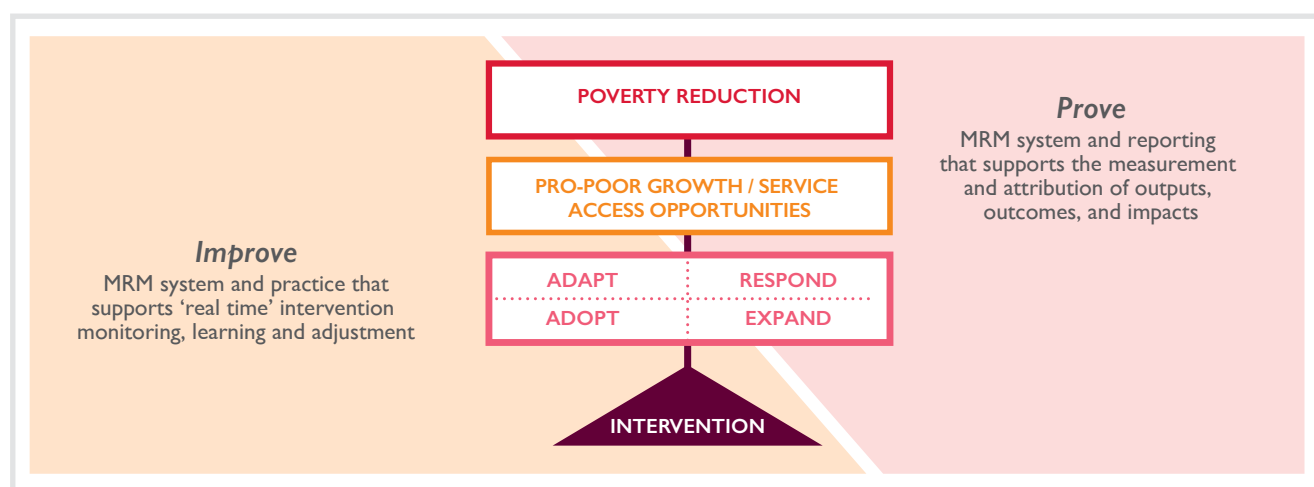 POVERTY REDUCTION
PRO-POOR GROWTH / SERVICE
ACCESS OPPORTUNITIES
ADAPT
RESPOND
ADOPT
EXPAND
INTERVENTION
Improve
MRM system and practice that
supports ‘real time’ intervention
monitoring, learning and adjustment
Prove
MRM system and reporting
that supports the measurement
and attribution of outputs,
outcomes, and impacts